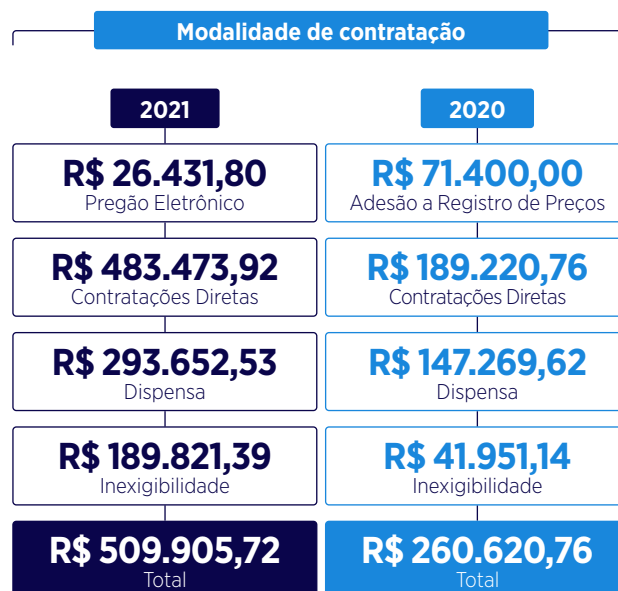 Modalidade de contratação
2021
R$ 26.431,80
Pregão Eletrônico
R$ 483.473,92
Contratações Diretas
R$ 293.652,53
Dispensa
R$ 189.821,39
Inexigibilidade
R$ 509.905,72
Total
2020
R$ 71.400,00
Adesão a Registro de Preços
R$ 189.220,76
Contratações Diretas
R$ 147.269,62
Dispensa
R$ 41.951,14
Inexigibilidade
R$ 260.620,76
Total